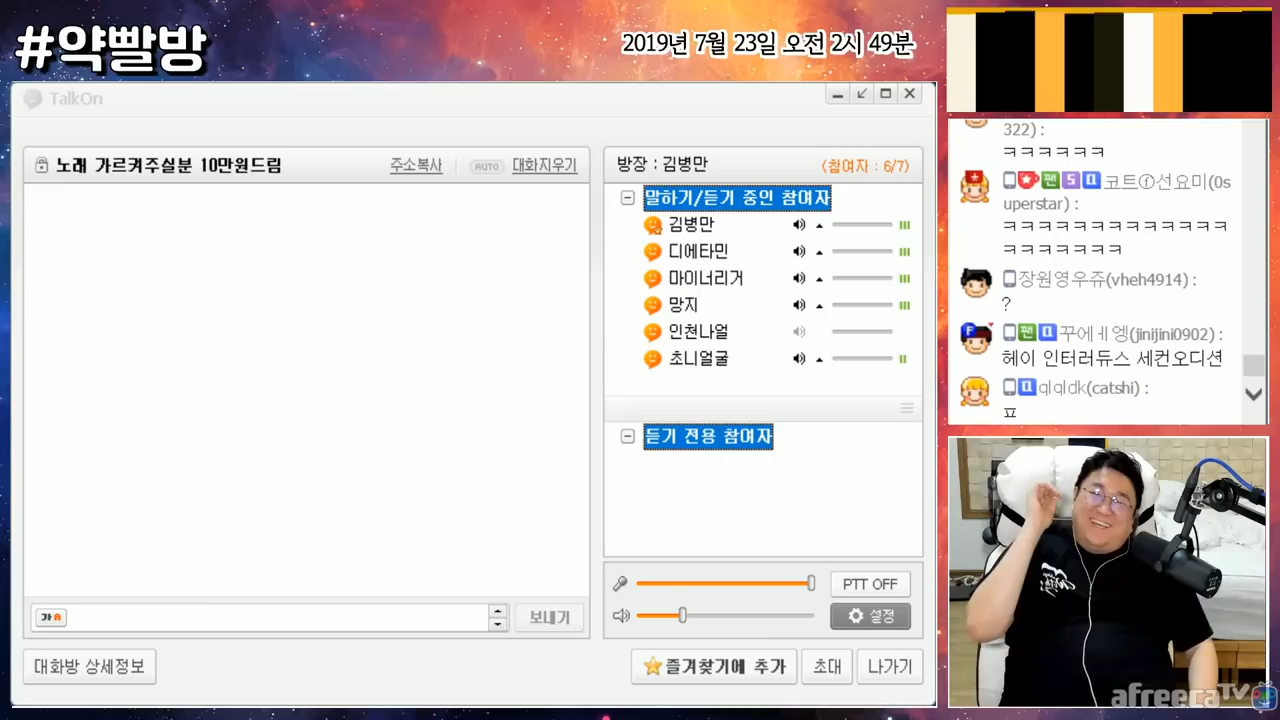 #약빨방
2019년 7월 23일 오전 2시 49분
TalkOn
노래 가르켜주실분 10만원드림
주소복사
AUTO
대화지우기
방장 : 김병만
(참여자 : 6/7)
말하기/듣기 중인 참여자
김병만
디에타민
마이너리거
망지
인천나얼
초니얼굴
듣기 전용 참여자
PTT OFF
설정
가
보내기
대화방 상세정보
즐겨찾기에 추가
초대
나가기
322) :
ㅋㅋㅋㅋㅋㅋ
팬 S 코트ⓕ선요미(0s
uperstar) :
ㅋㅋㅋㅋㅋㅋㅋㅋㅋㅋㅋㅋㅋ
ㅋㅋㅋㅋㅋㅋㅋ
장원영우쥬(vheh4914) :
?
팬 꾸에ㅔ엥(jinijini0902) :
헤이 인터러듀스 세컨오디션
qlqldk(catshi) :
ㅍ
afreecaTV